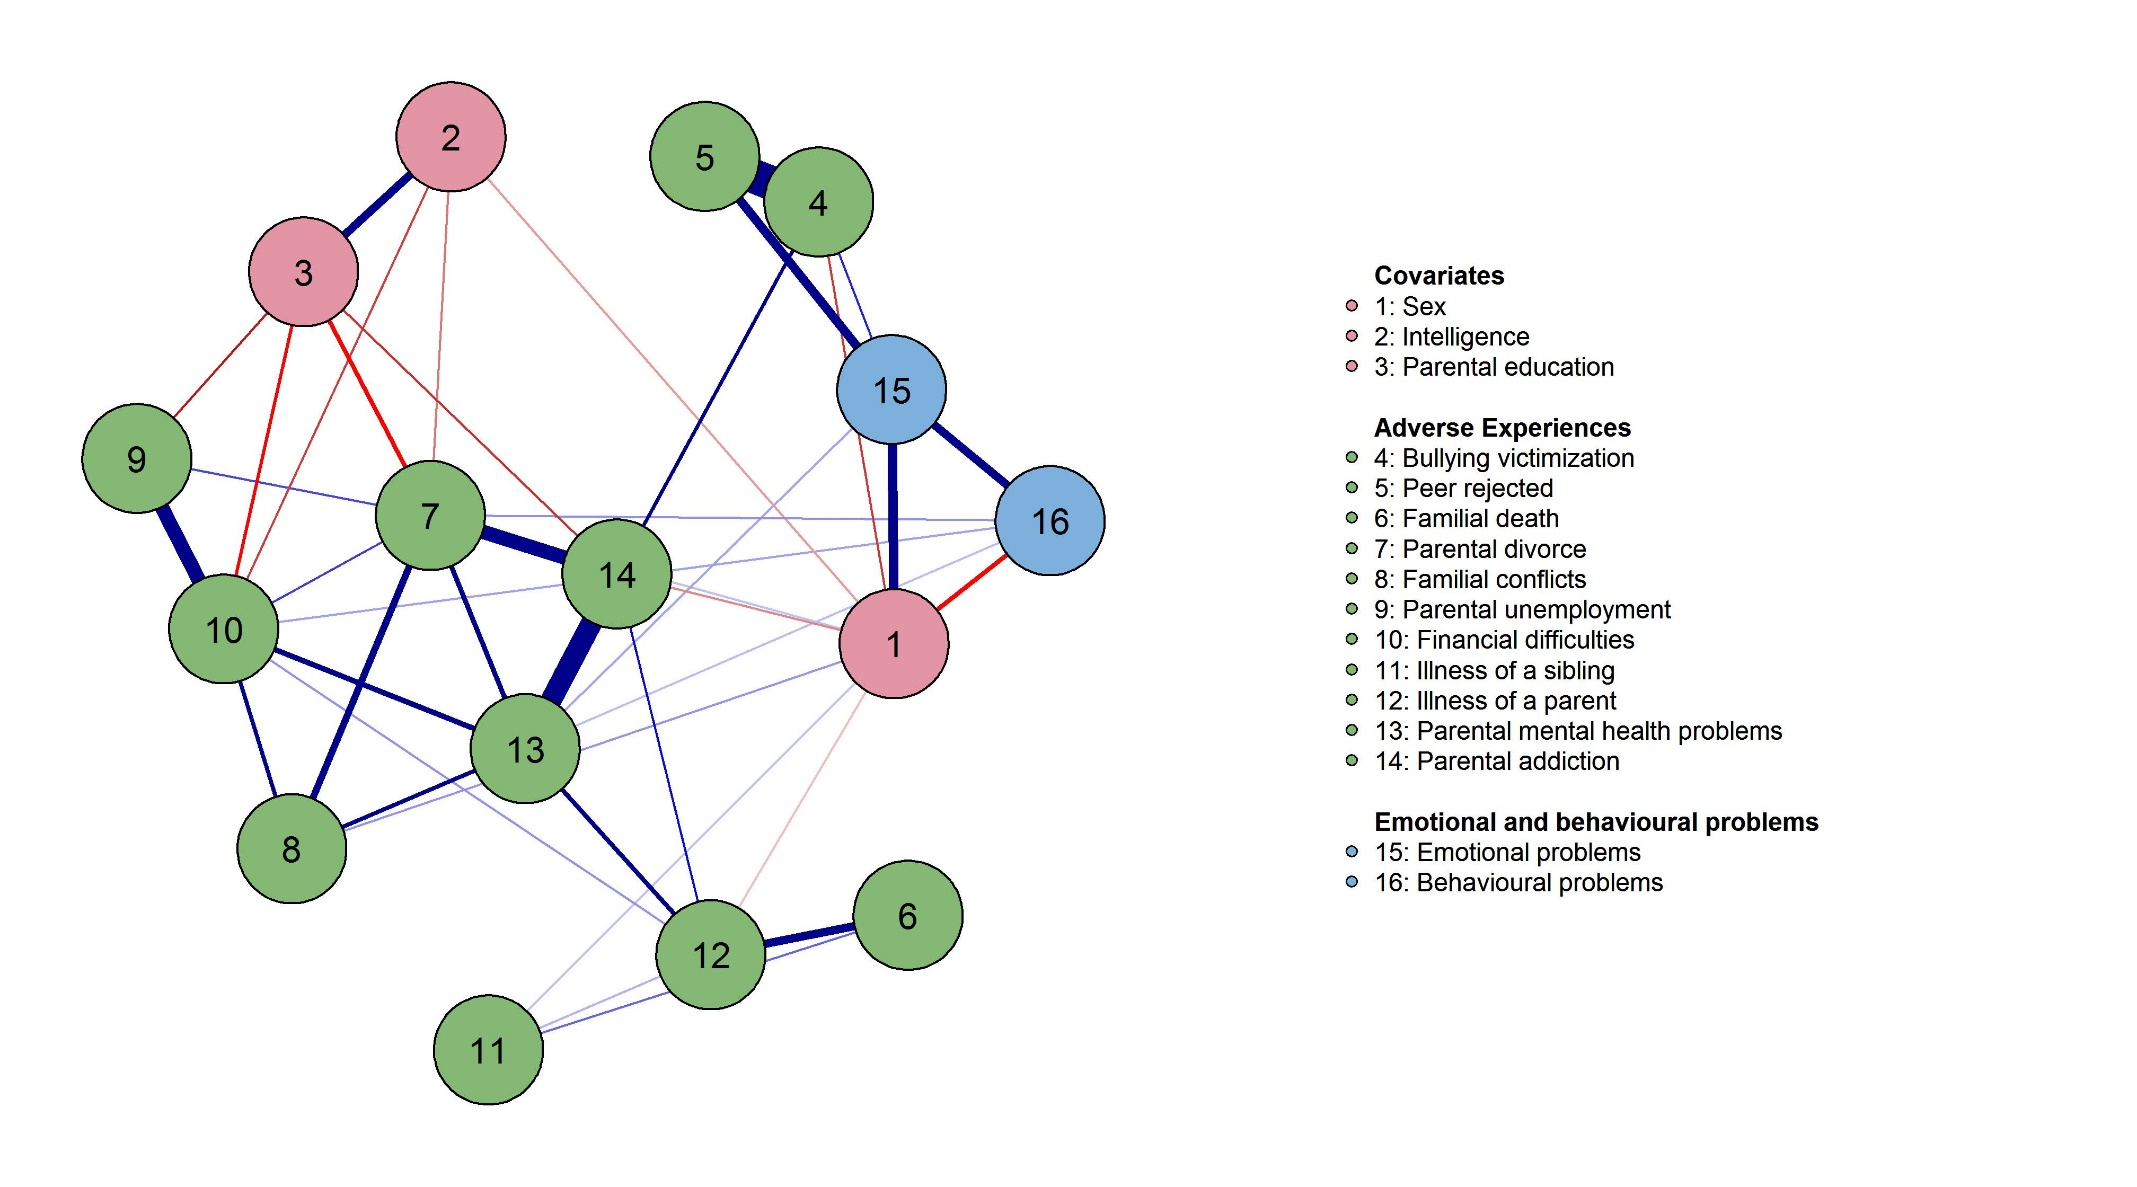 2
5
4
3
15
9
7
16
14
10
1
13
8
6
12
11
Covariates
1: Sex
2: Intelligence
3: Parental education
Adverse Experiences
4: Bullying victimization
5: Peer rejected
6: Familial death
7: Parental divorce
8: Familial conflicts
9: Parental unemployment
10: Financial difficulties
11: Illness of a sibling
12: Illness of a parent
13: Parental mental health problems
14: Parental addiction
Emotional and behavioural problems
15: Emotional problems
16: Behavioural problems